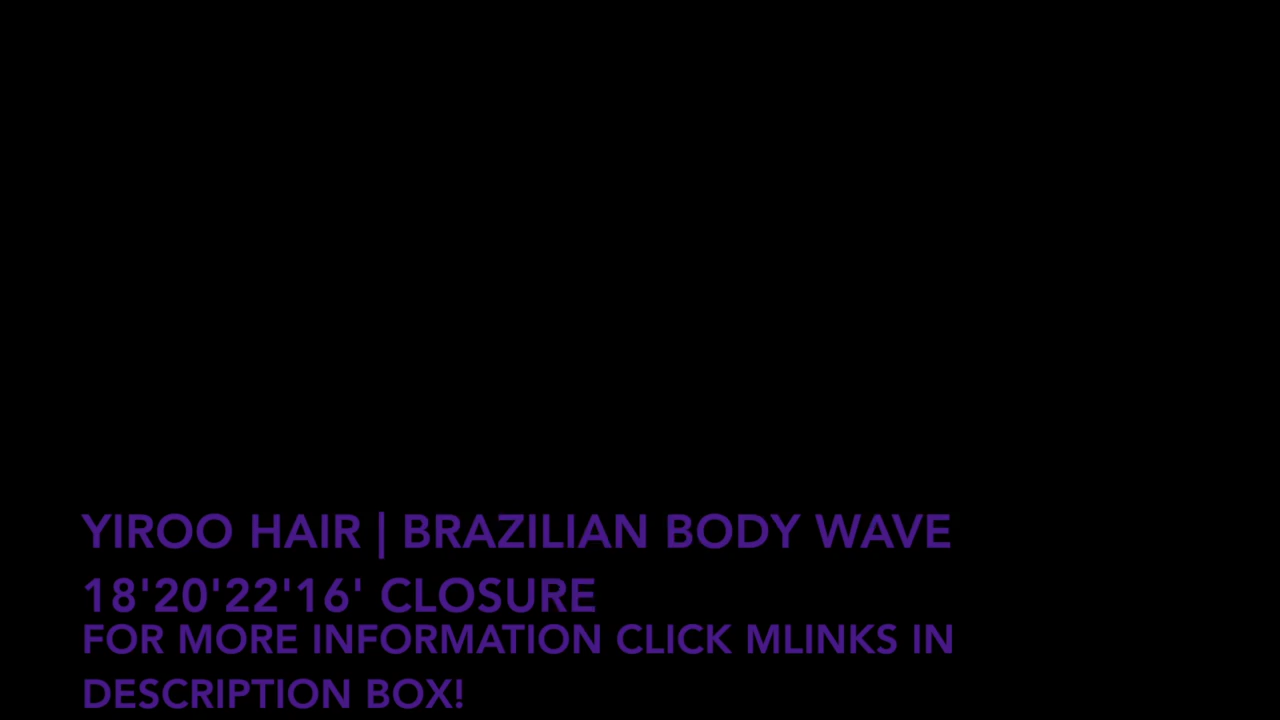 YIROO HAIR | BRAZILIAN BODY WAVE
18'20'22'16' CLOSURE
FOR MORE INFORMATION CLICK MLINKS IN
DESCRIPTION BOX!